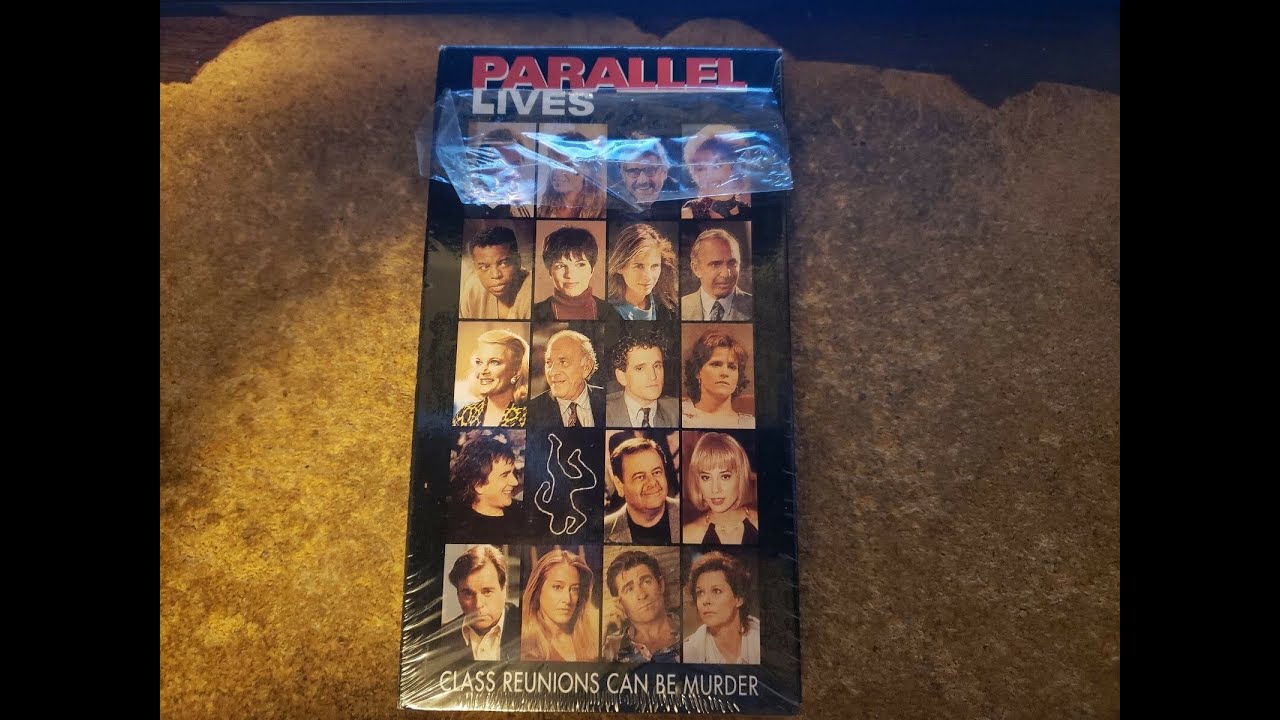 PARALLEL
LIVES
CLASS REUNIONS CAN BE MURDER